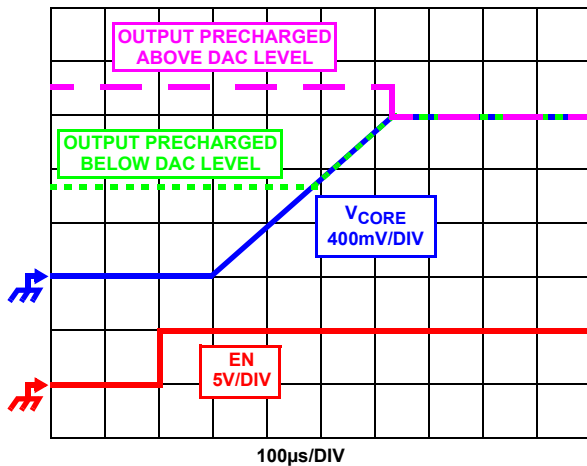 OUTPUT PRECHARGED
ABOVE DAC LEVEL
OUTPUT PRECHARGED
BELOW DAC LEVEL
VCORE
400mV/DIV
EN
5V/DIV
100µs/DIV